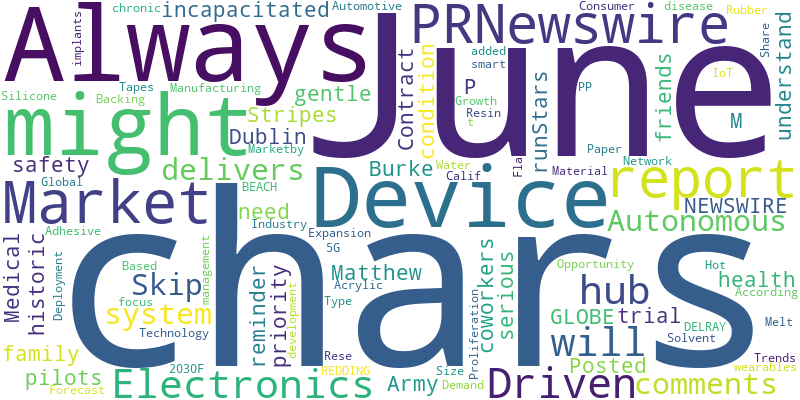 chronic incapacitated Automotive PRNewswire Consumer disease Rubber
Always June implants
Share added smart IoT
Silicone Tapes Manufacturing gentle Contract condition P Growth runStars PP friends understand
Backing might Stripes Resin t M
Marketby Dublin Paper
safety delivers Burke Water Calif Fla Material Network report
Global BEACH Device
Market need Industry NEWSWIRE
Adhesive Expansion Autonomous
Medical historic Deployment Based focus management 5G
chars
Skip reminder priority Matthew Acrylic Type coworkers serious Opportunity Hot health According
Proliferation hub
system development GLOBE trial DELRAY
Technology will Solvent Melt
family Rese Posted Trends
2030F REDDING Size wearables
pilots Forecast Electronics Army Demand Driven comments